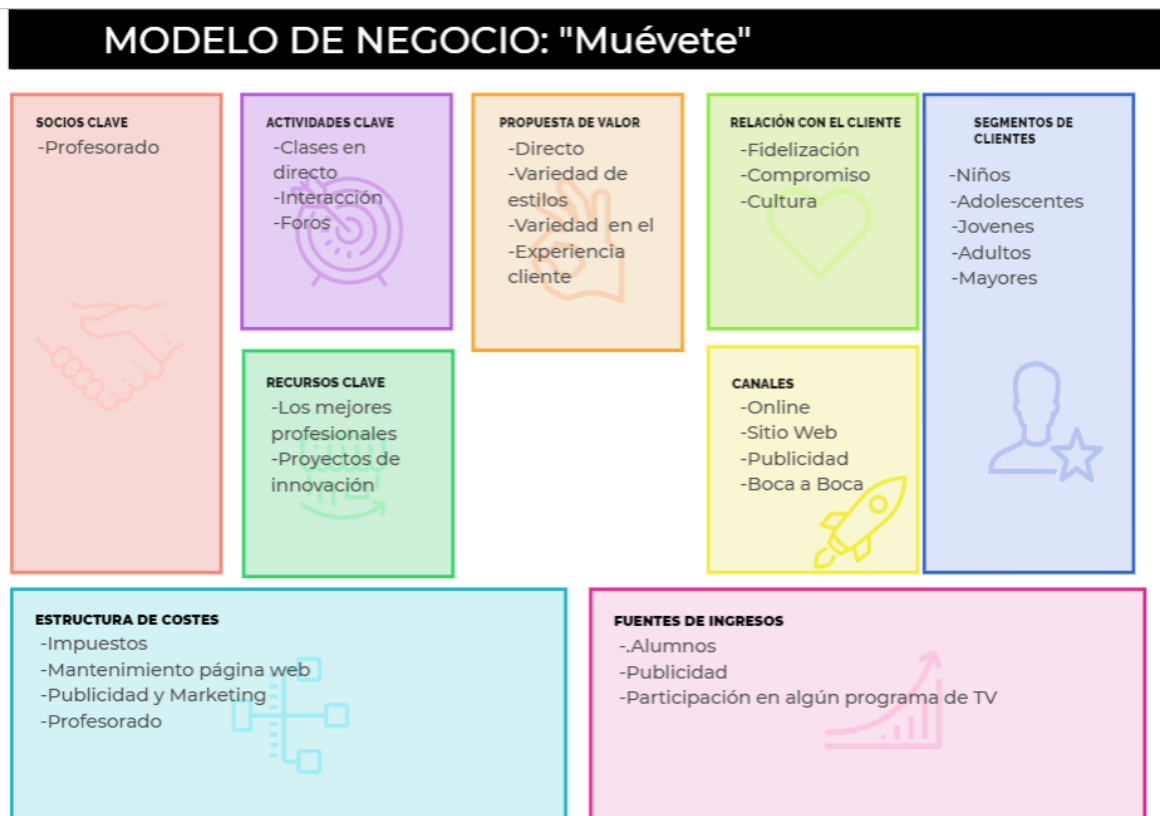 MODELO DE NEGOCIO: "Muévete"
SOCIOS CLAVE
-Profesorado
ACTIVIDADES CLAVE
-Clases en
directo
-Interacción
-Foros
RECURSOS CLAVE
-Los mejores
profesionales
-Proyectos de
innovación
PROPUESTA DE VALOR
-Directo
-Variedad de
estilos
-Variedad en el
-Experiencia
cliente
RELACIÓN CON EL CLIENTE
-Fidelización
-Compromiso
-Cultura
CANALES
-Online
-Sitio Web
-Publicidad
-Boca a Boca
SEGMENTOS DE
CLIENTES
-Niños
-Adolescentes
-Jovenes
-Adultos
-Mayores
ESTRUCTURA DE COSTES
-Impuestos
-Mantenimiento página web
-Publicidad y Marketing
-Profesorado
FUENTES DE INGRESOS
-.Alumnos
-Publicidad
-Participación en algún programa de TV